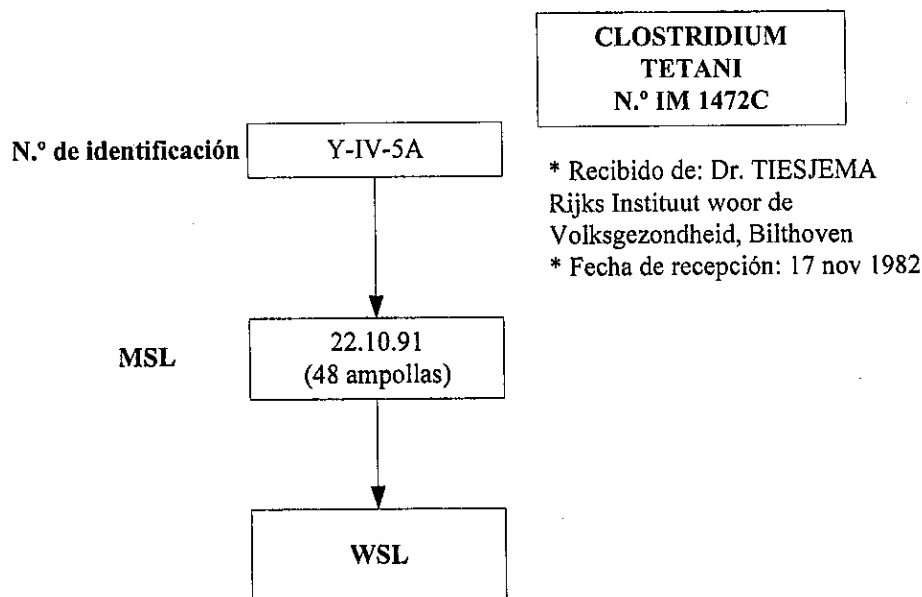 CLOSTRIDIUM
TETANI
N.º IM 1472C
N.º de identificación
Y-IV-5A
* Recibido de: Dr. TIESJEMA
Rijks Instituut woor de
Volksgezondheid, Bilthoven
* Fecha de recepción: 17 nov 1982
MSL
22.10.91
(48 ampollas)
WSL